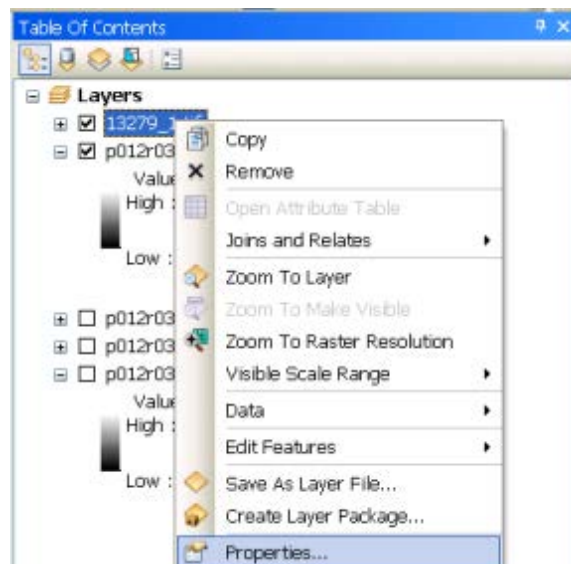 Table Of Contents
Layers
13279_1.tif
p012r03
Value
High :
Low :
p012r03
p012r03
p012r03
Value
High :
Low :
Copy
Remove
Open Attribute Table
Joins and Relates
Zoom To Layer
Zoom To Make Visible
Zoom To Raster Resolution
Visible Scale Range
Data
Edit Features
Save As Layer File...
Create Layer Package...
Properties...